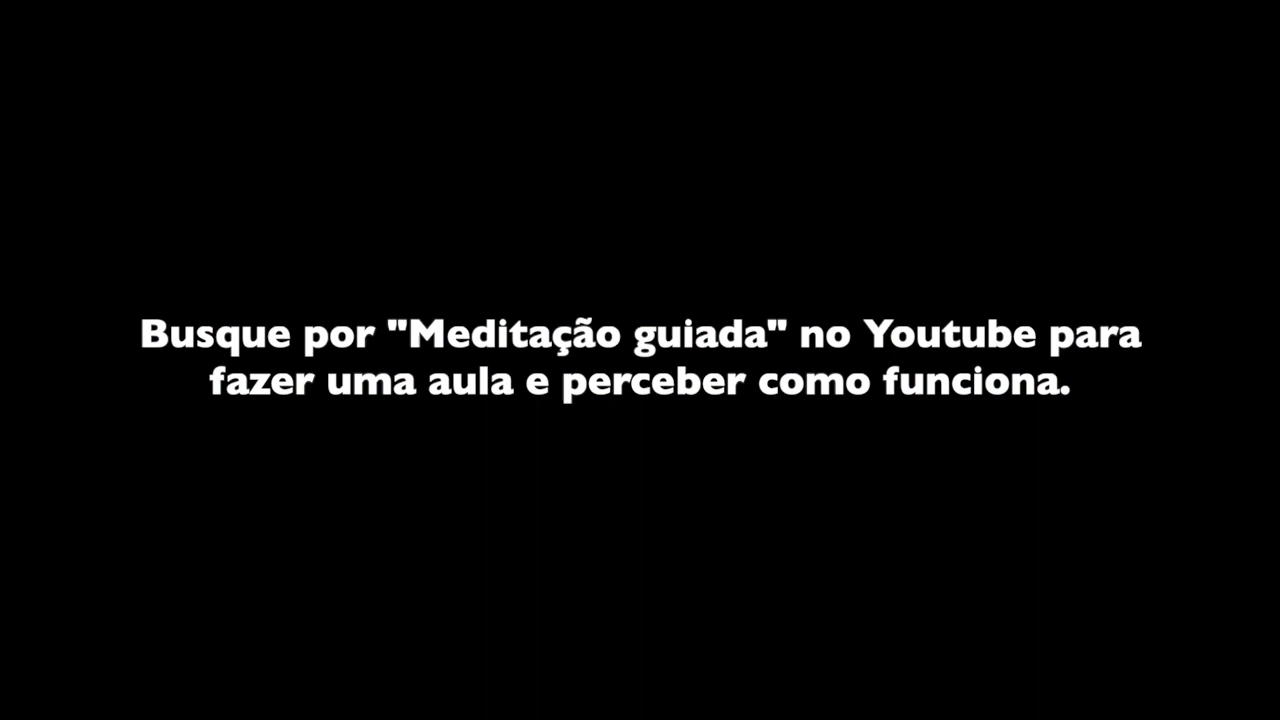 Busque por "Meditação guiada" no Youtube para
fazer uma aula e perceber como funciona.